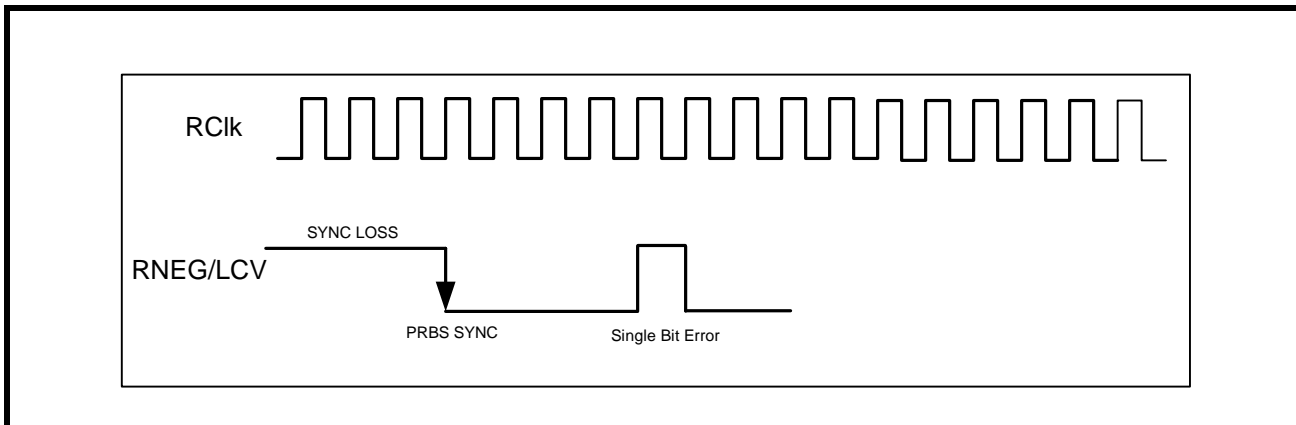 RClk
SYNC LOSS
RNEG/LCV
PRBS SYNC
Single Bit Error